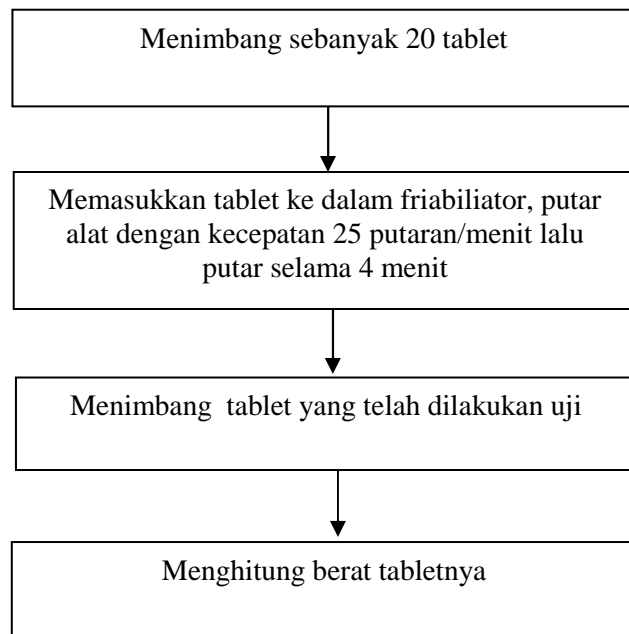 Menimbang sebanyak 20 tablet
Memasukkan tablet ke dalam friabiliator, putar
alat dengan kecepatan 25 putaran/menit lalu
putar selama 4 menit
Menimbang  tablet yang telah dilakukan uji
Menghitung berat tabletnya